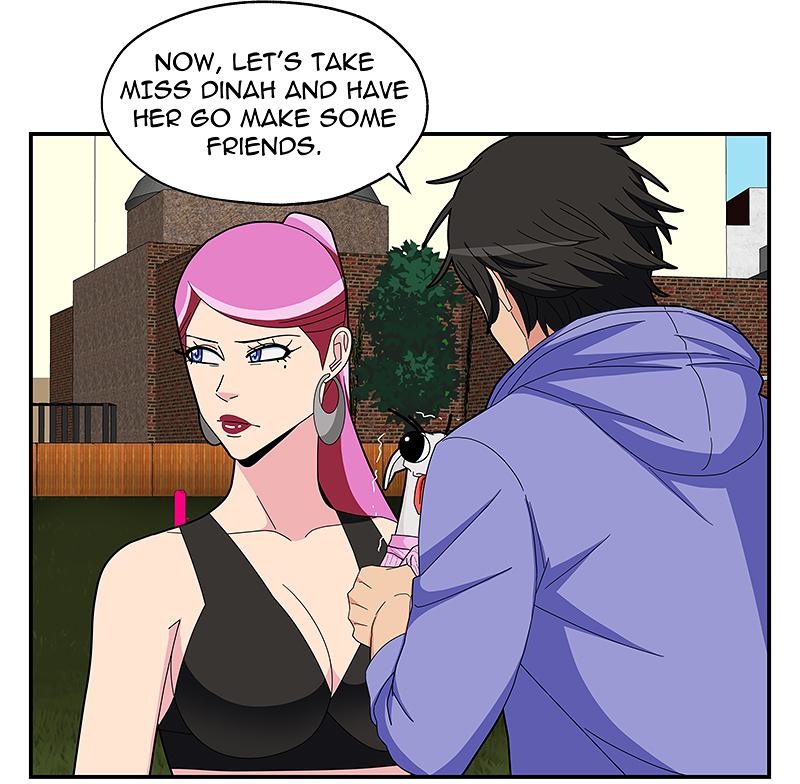 NOW, LET'S TAKE
MISS DINAH AND HAVE
HER GO MAKE SOME
FRIENDS.